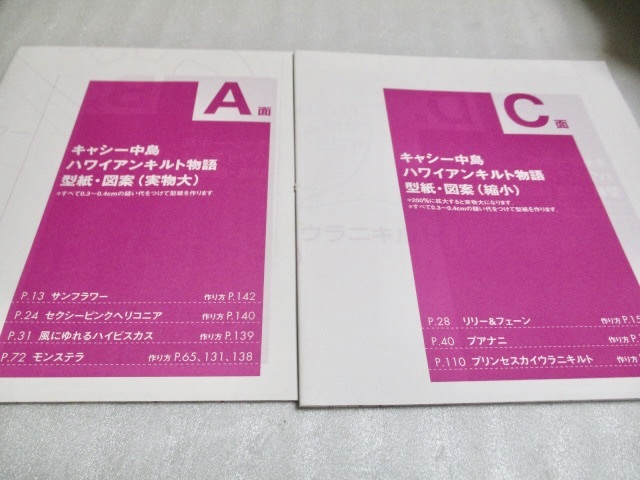 A面
キャシー中島
ハワイアンキルト物語
型紙・図案（実物大）
※すべて0.3～0.4cmの縫い代をつけて型紙を作ります。
P.13 サンフラワー 作り方 P.142
P.24 セクシーピンクヘリコニア 作り方 P.140
P.31 風にゆれるハイビスカス 作り方 P.139
P.72 モンステラ 作り方 P.65、131、138
C面
キャシー中島
ハワイアンキルト物語
型紙・図案（縮小）
※200%に拡大すると実物大になります。
※すべて0.3～0.4cmの縫い代をつけて型紙を作ります。
P.28 リリー&フェーン 作り方 P.15
P.40 プアナニ 作り方 P.
P.110 プリンセスカイウラニキルト 作り方 P.